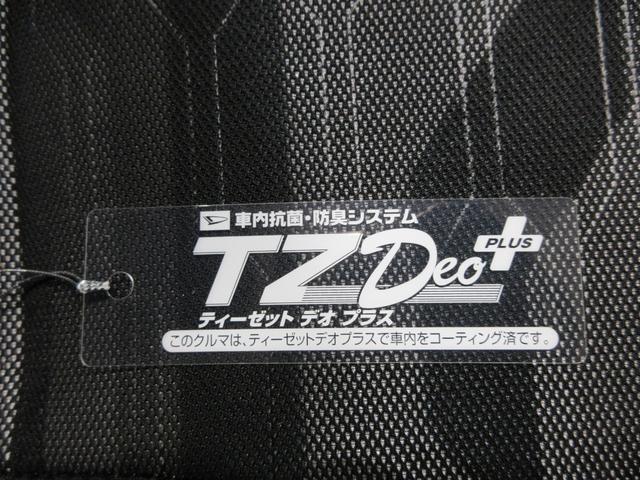 車内抗菌・防臭システム
TZ Deo PLUS
ティーゼット デオ プラス
このクルマは、ティーゼットデオプラスで車内をコーティング済です。